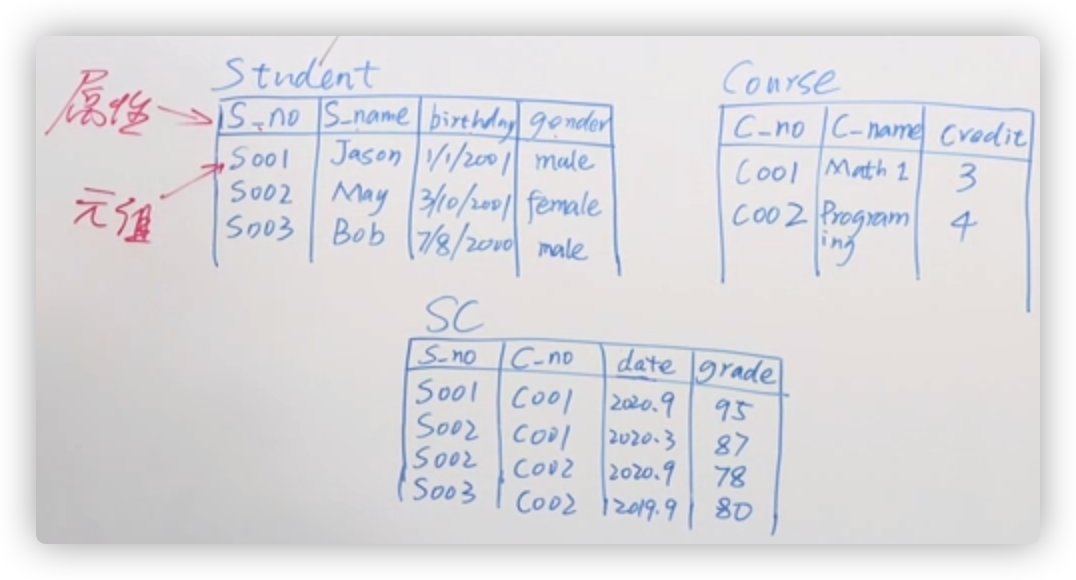 Student
属性
S_no S_name birthday gender
S001 Jason 1/1/2001 male
元组
S002 May 3/10/2001 female
S003 Bob 7/8/2000 male
Course
C_no C_name Credit
C001 Math 1 3
C002 Program 4
ing
SC
S_no C_no date grade
S001 C001 2020.9 95
S002 C001 2020.3 87
S002 C002 2020.9 78
S003 C002 2019.9 80